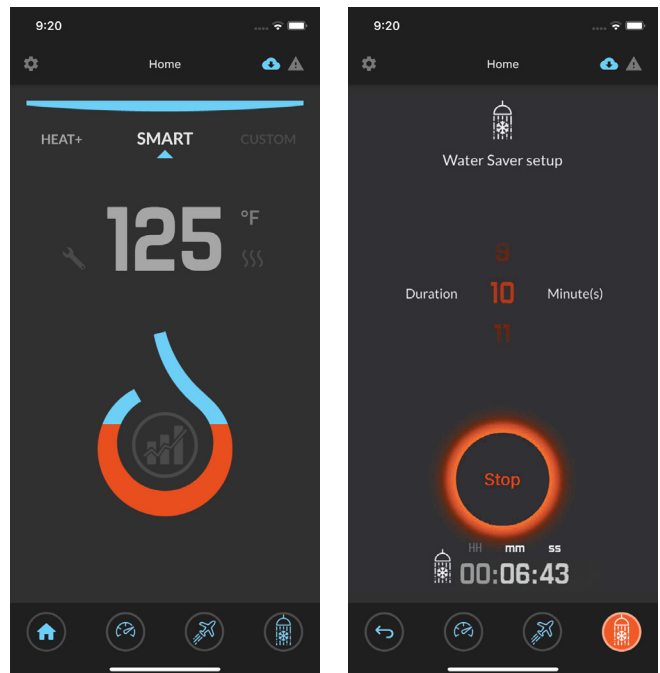 9:20
Home
HEAT+ SMART CUSTOM
125 °F
9:20
Home
Water Saver setup
9
Duration 10 Minute(s)
11
Stop
HH mm ss
00:06:43